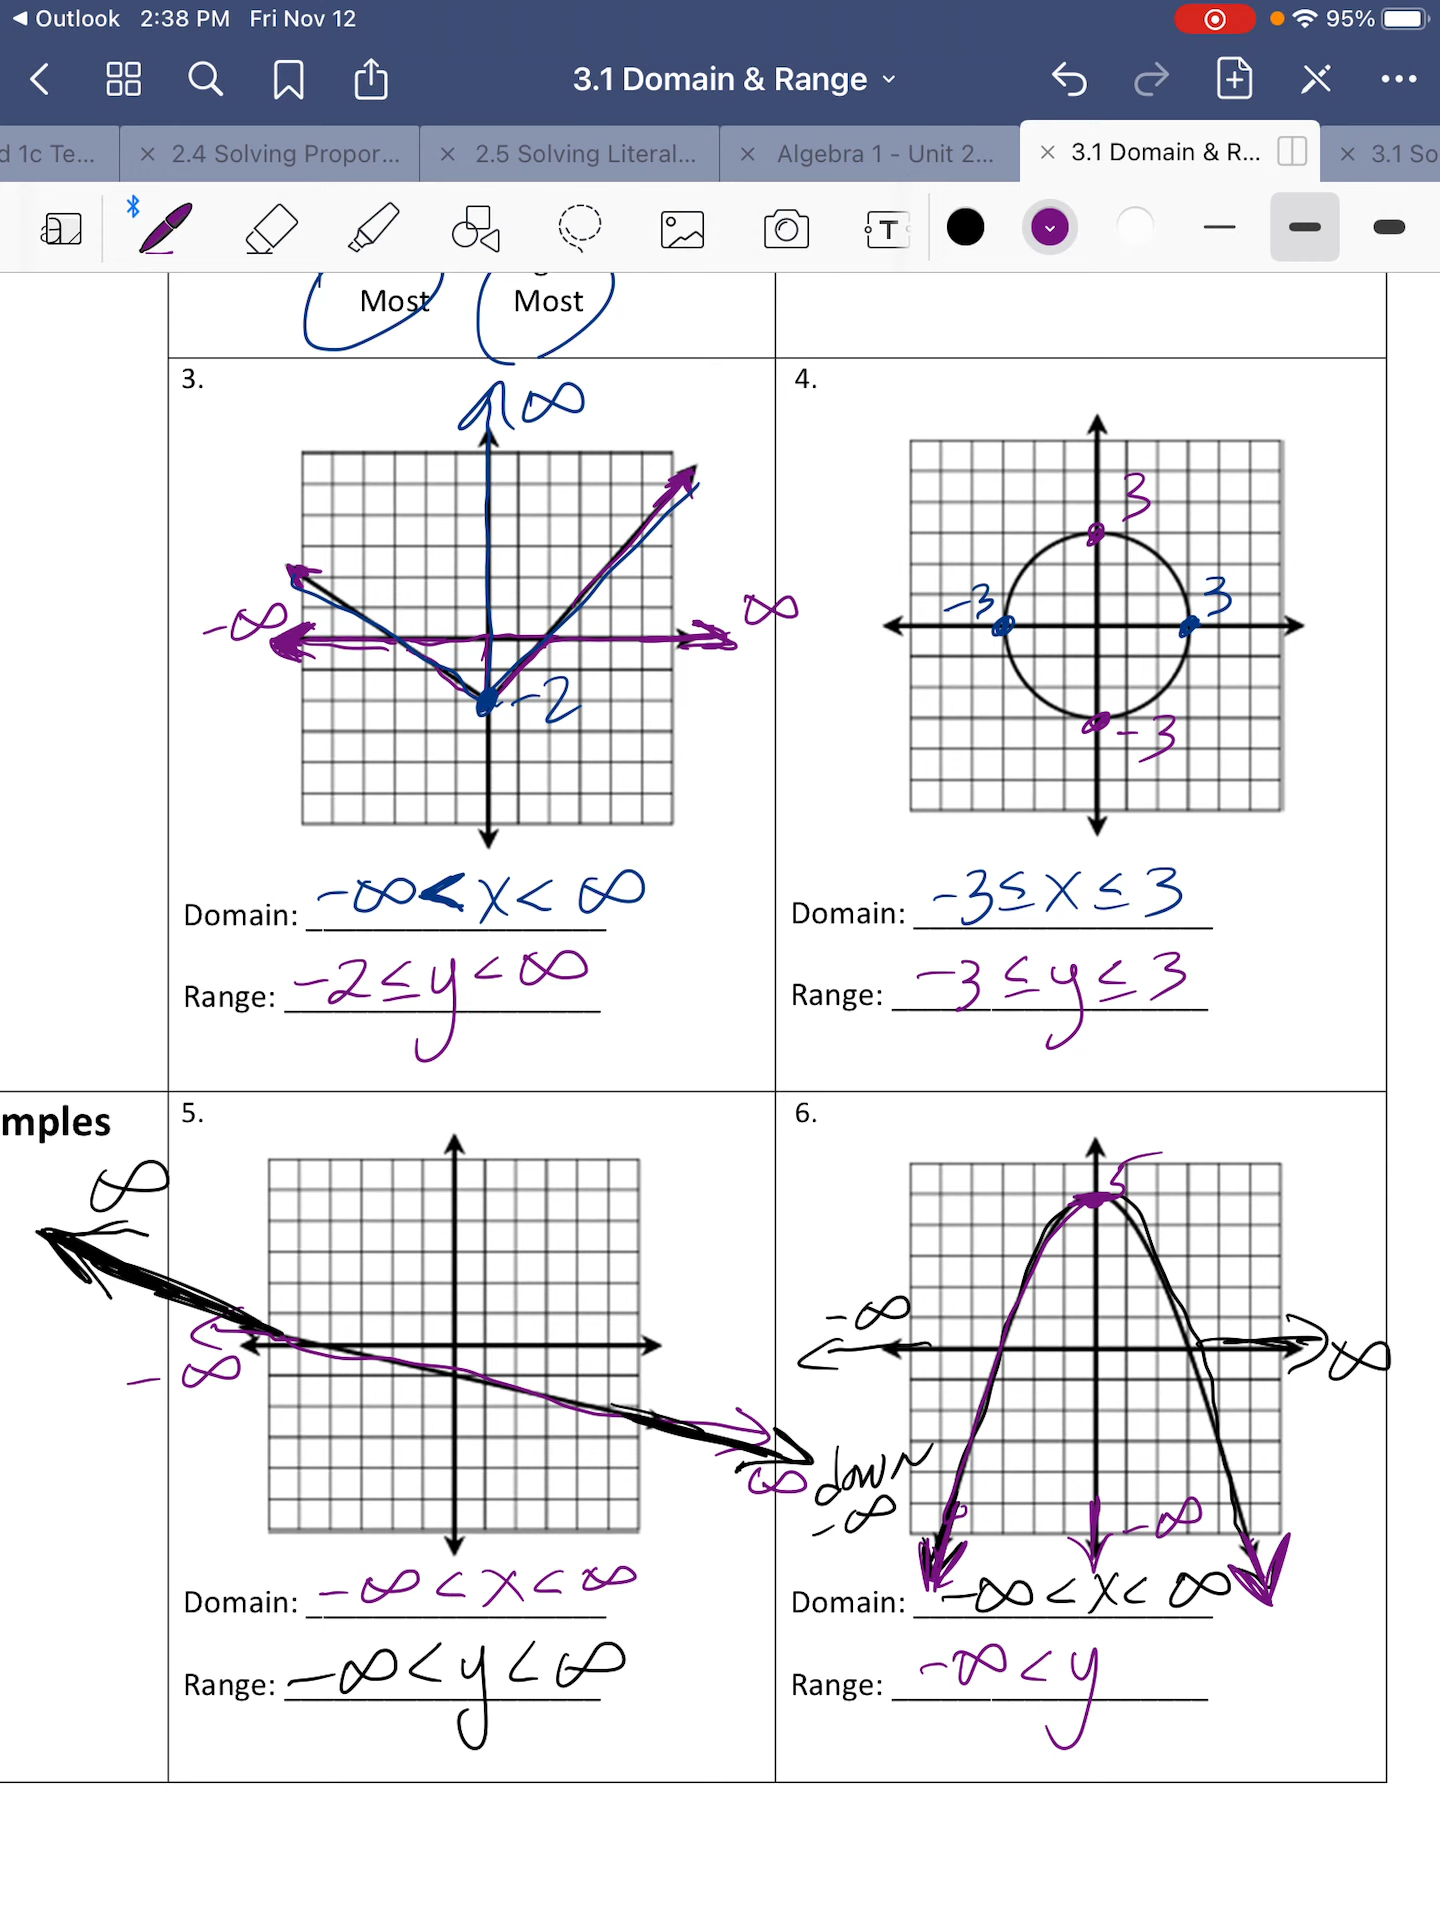 Outlook 2:38 PM Fri Nov 12 95%
3.1 Domain & Range
d 1c Te...
2.4 Solving Propor...
2.5 Solving Literal...
Algebra 1 - Unit 2...
3.1 Domain & R...
3.1 So
T
Most Most
3.
∞
-∞ ∞
-2
Domain: -∞ < x < ∞
Range: -2 ≤ y < ∞
4.
3
-3 3
-3
Domain: -3 ≤ x ≤ 3
Range: -3 ≤ y ≤ 3
mples
5.
∞
-∞
∞
Domain: -∞ < x < ∞
Range: -∞ < y < ∞
6.
5
-∞ ∞
down
-∞
-∞
Domain: -∞ < x < ∞
Range: -∞ < y